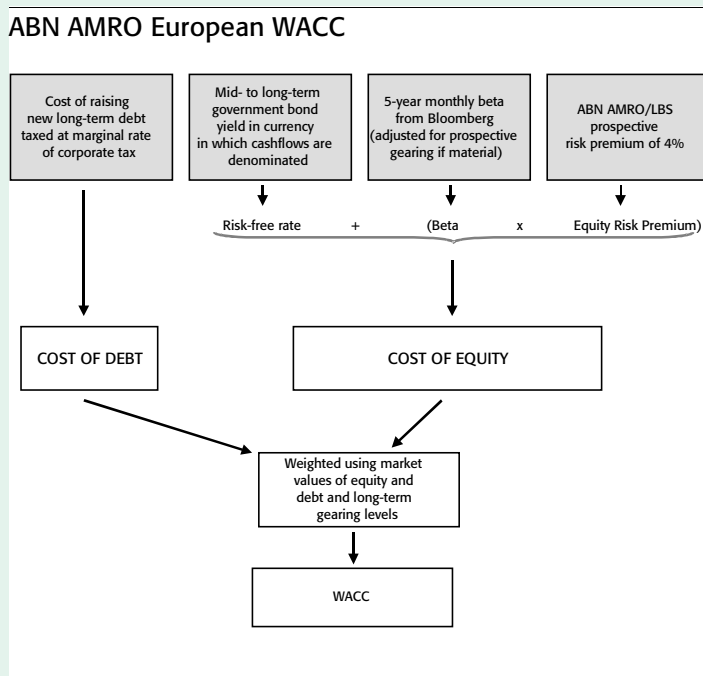 ABN AMRO European WACC
Cost of raising
new long-term debt
taxed at marginal rate
of corporate tax
Mid- to long-term
government bond
yield in currency
in which cashflows are
denominated
5-year monthly beta
from Bloomberg
(adjusted for prospective
gearing if material)
ABN AMRO/LBS
prospective
risk premium of 4%
Risk-free rate + (Beta x Equity Risk Premium)
COST OF DEBT
COST OF EQUITY
Weighted using market
values of equity and
debt and long-term
gearing levels
WACC